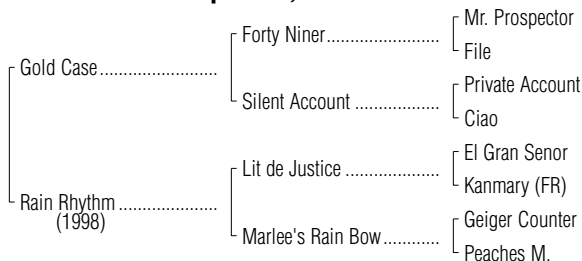 Mr. Prospector
Forty Niner
File
Gold Case
Private Account
Silent Account
Ciao
El Gran Senor
Lit de Justice
Kanmary (FR)
Rain Rhythm
(1998)
Geiger Counter
Marlee's Rain Bow
Peaches M.